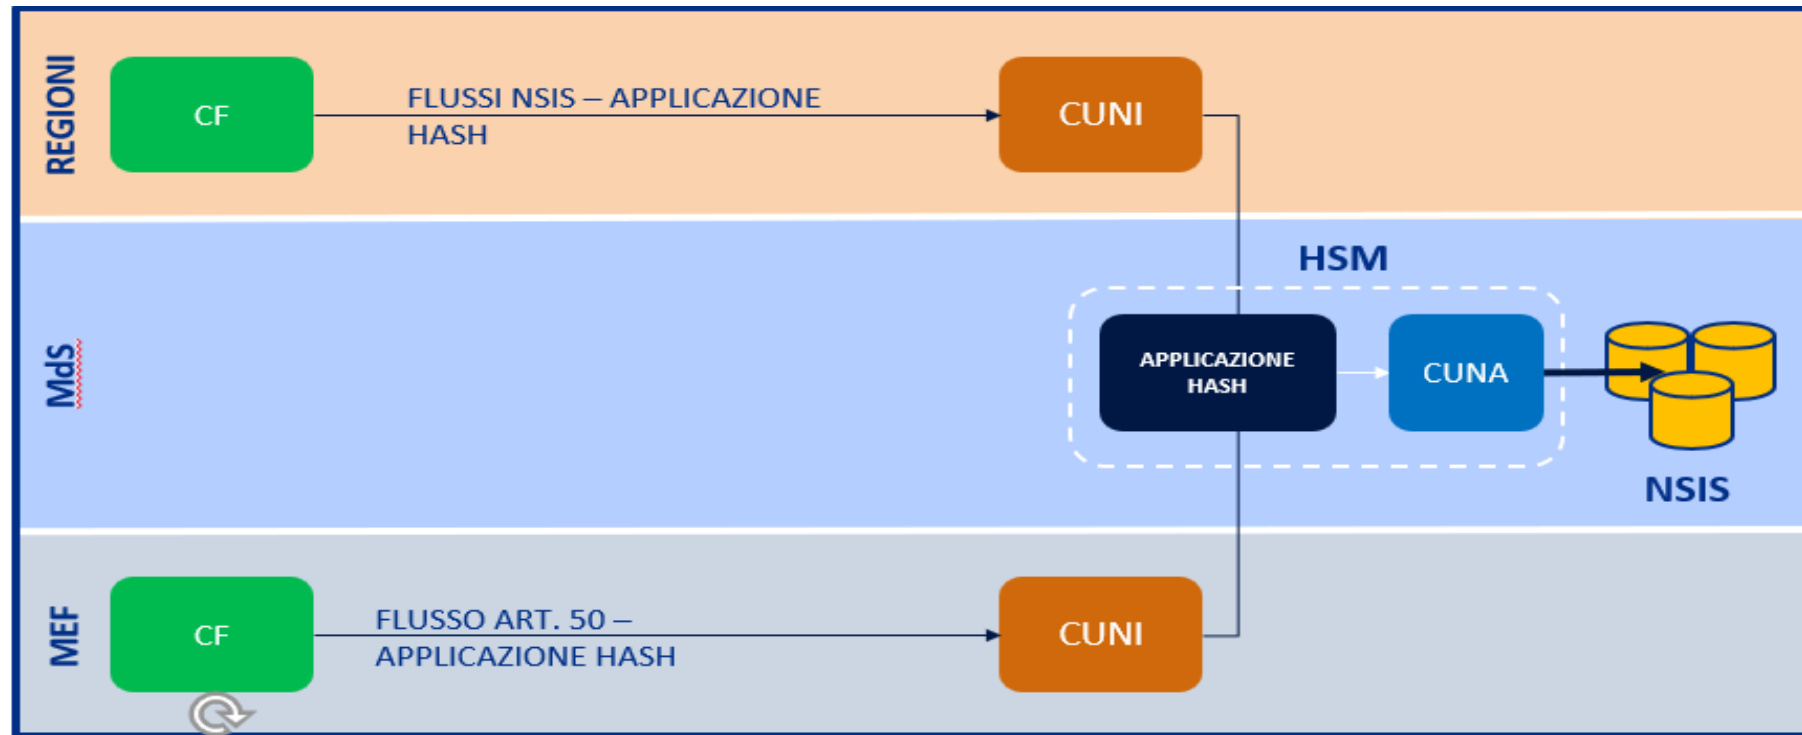 REGIONI
CF
FLUSSI NSIS – APPLICAZIONE
HASH
CUNI
MdS
HSM
APPLICAZIONE
HASH
CUNA
NSIS
MEF
CF
FLUSSO ART. 50 –
APPLICAZIONE HASH
CUNI